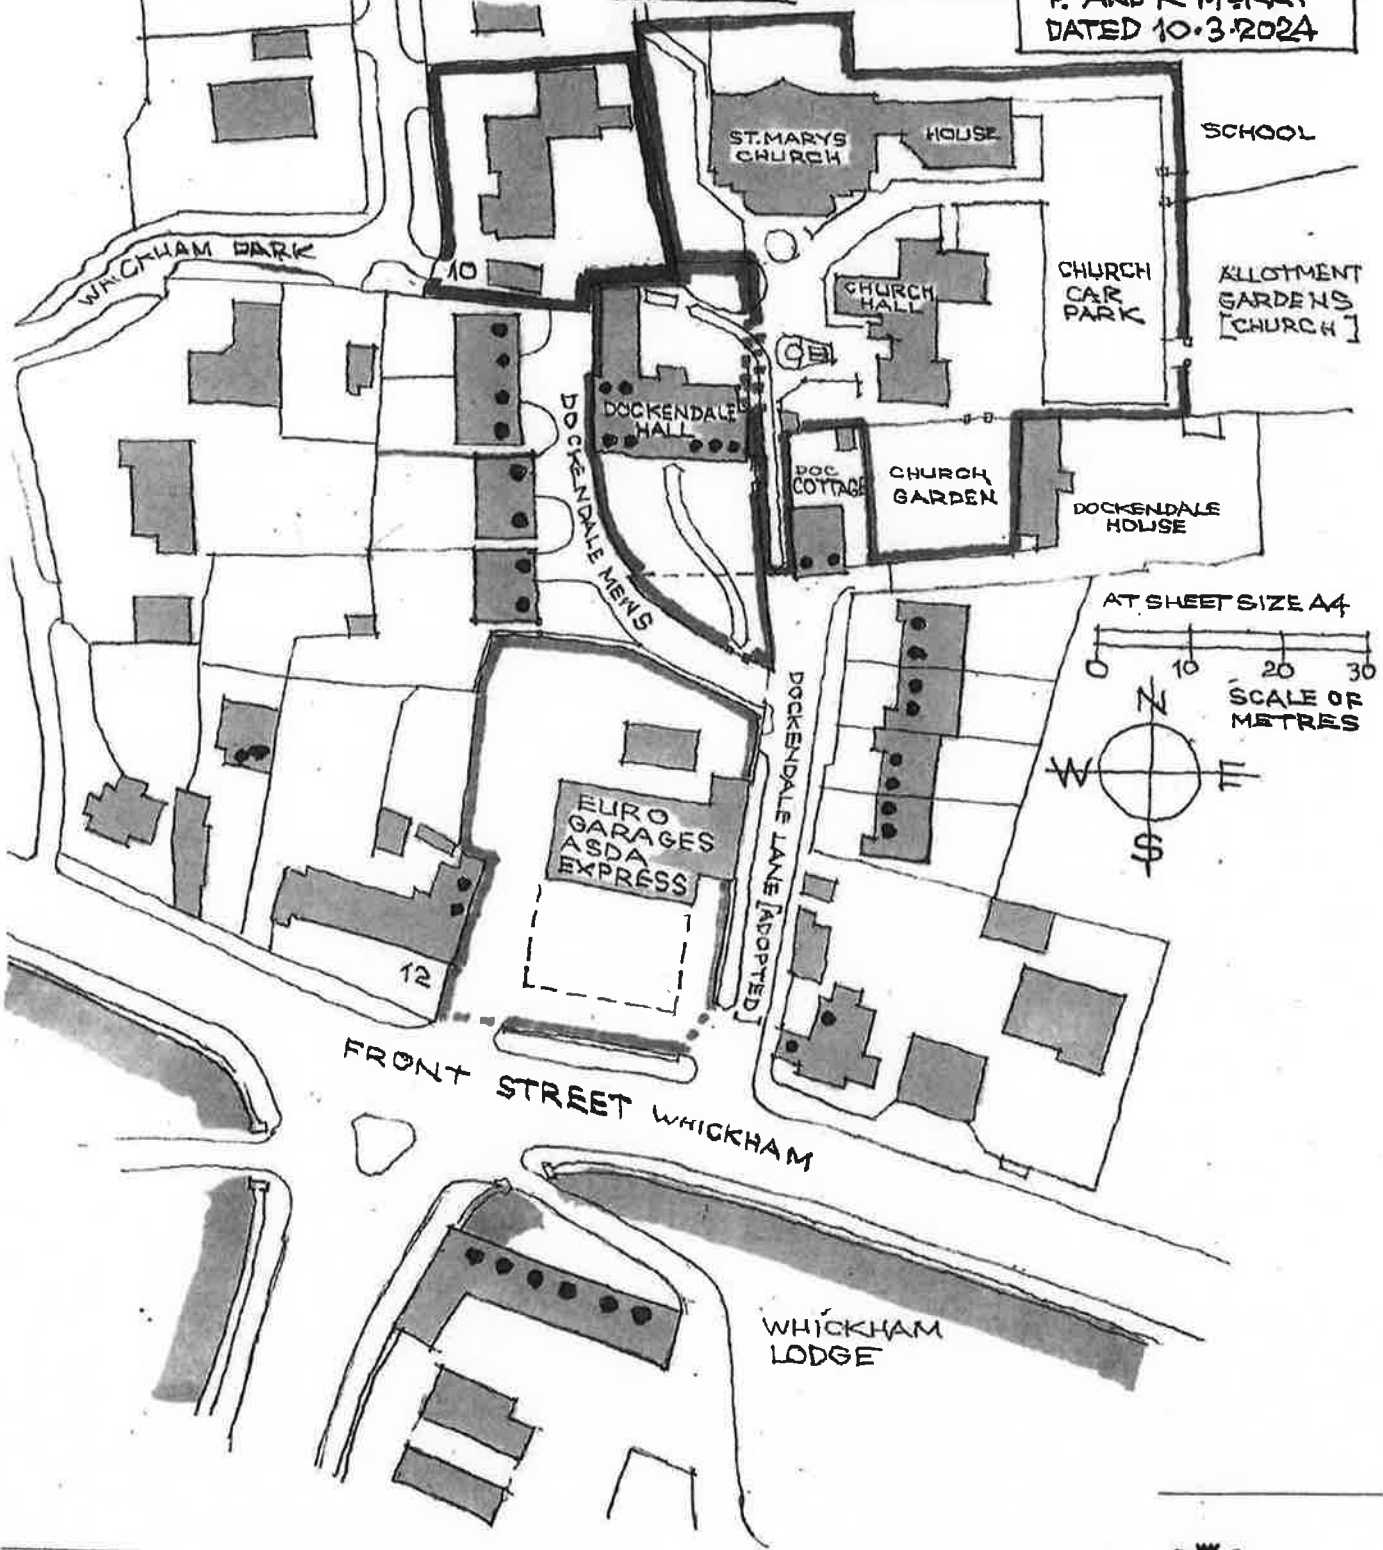 DATED 10.3.2024
ST. MARYS
CHURCH
HOUSE
SCHOOL
WHICKHAM PARK
10
CHURCH
HALL
CHURCH
CAR
PARK
ALLOTMENT
GARDENS
[CHURCH]
DOCKENDALE
HALL
DOCKENDALE MEWS
DOC
COTTAGE
CHURCH
GARDEN
DOCKENDALE
HOUSE
AT SHEET SIZE A4
0 10 20 30
SCALE OF
METRES
N
W E
S
DOCKENDALE LANE [ADOPTED]
EURO
GARAGES
ASDA
EXPRESS
12
FRONT STREET WHICKHAM
WHICKHAM
LODGE